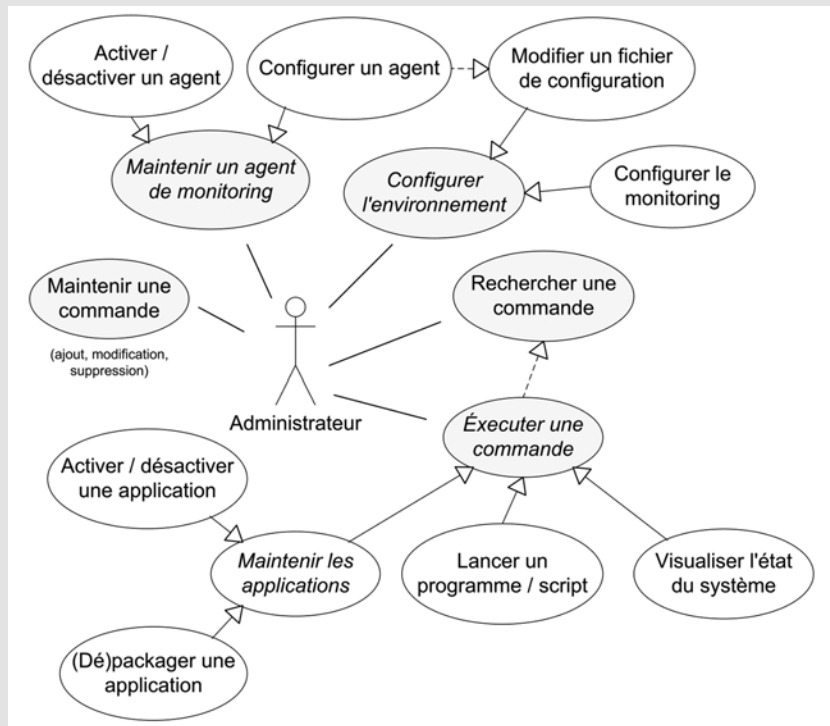 Activer /
désactiver un agent
Configurer un agent
Modifier un fichier
de configuration
Maintenir un agent
de monitoring
Configurer
l'environnement
Configurer le
monitoring
Maintenir une
commande
(ajout, modification,
suppression)
Rechercher une
commande
Administrateur
Éxecuter une
commande
Activer / désactiver
une application
Maintenir les
applications
Lancer un
programme / script
Visualiser l'état
du système
(Dé)packager une
application